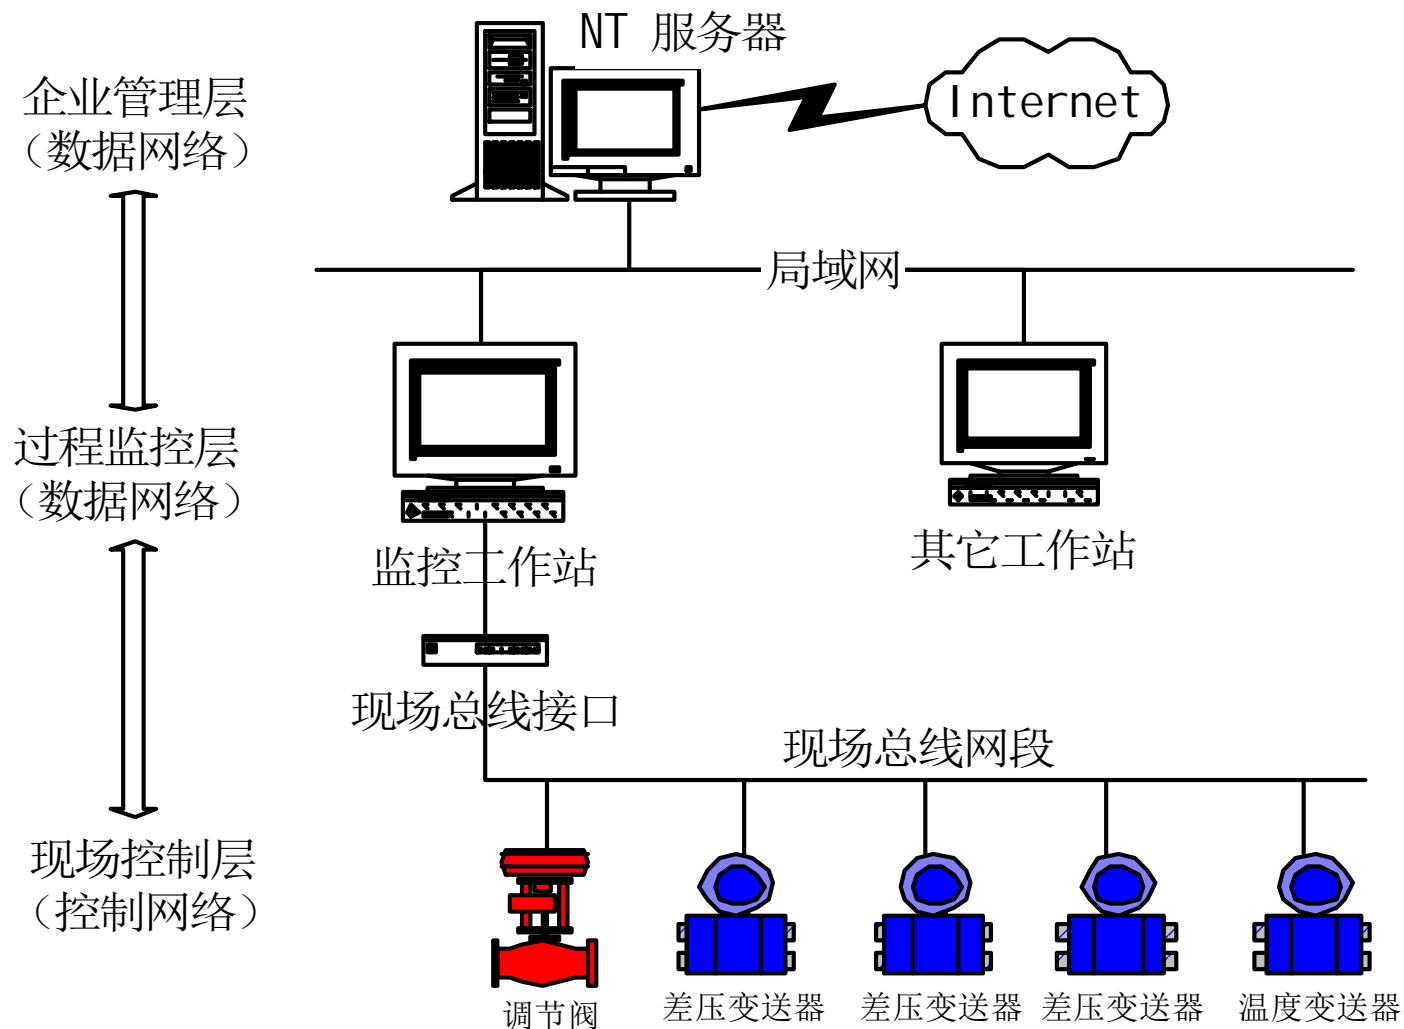 NT 服务器
Internet
企业管理层
（数据网络）
局域网
过程监控层
（数据网络）
监控工作站
其它工作站
现场总线接口
现场总线网段
现场控制层
（控制网络）
调节阀
差压变送器
差压变送器
差压变送器
温度变送器